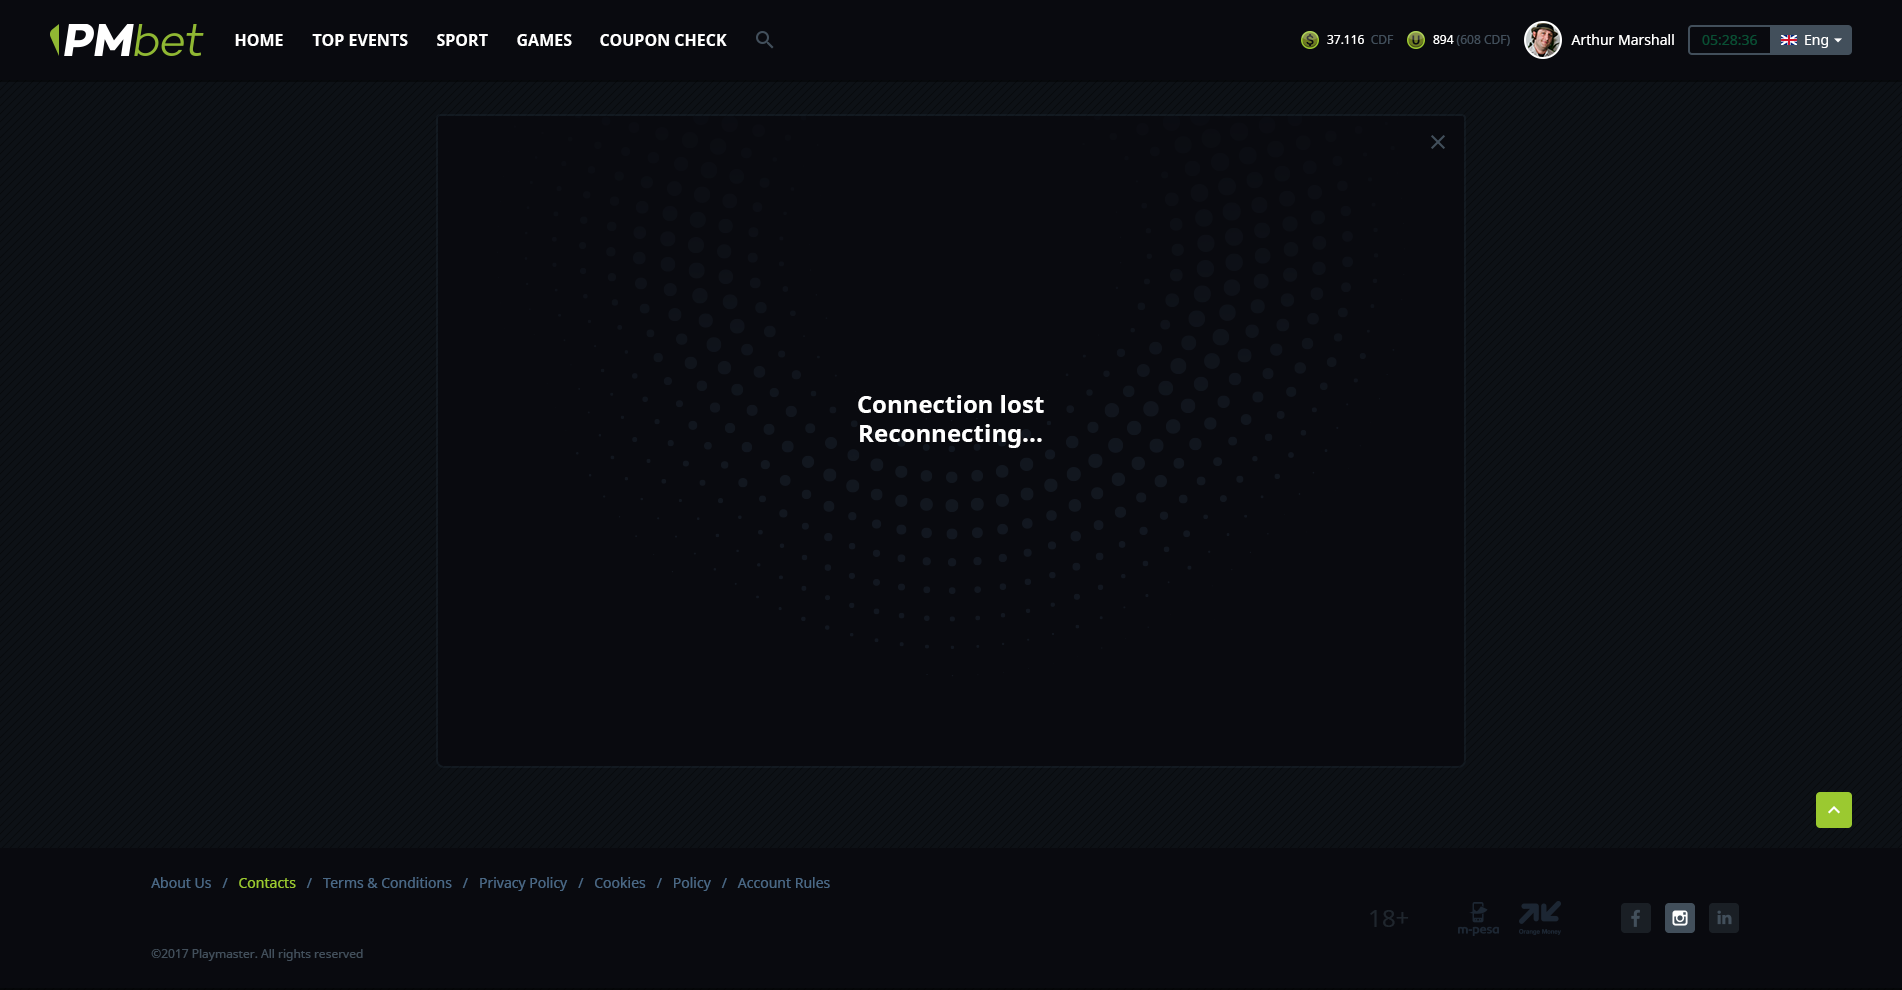 PMbet
HOME
TOP EVENTS
SPORT
GAMES
COUPON CHECK
37.116 CDF
894 (608 CDF)
Arthur Marshall
05:28:36
Eng
Connection lost
Reconnecting...
About Us / Contacts / Terms & Conditions / Privacy Policy / Cookies / Policy / Account Rules
18+
m-pesa
Orange Money
©2017 Playmaster. All rights reserved